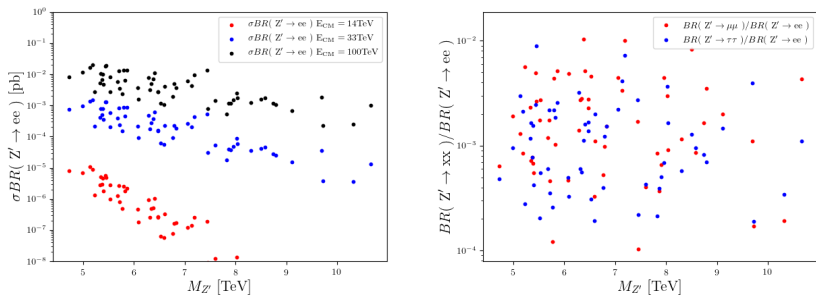 σBR( Z′ → ee ) E_CM = 14TeV
σBR( Z′ → ee ) E_CM = 33TeV
σBR( Z′ → ee ) E_CM = 100TeV
10^0
10^-1
10^-2
10^-3
10^-4
10^-5
10^-6
10^-7
10^-8
σBR( Z′ → ee ) [pb]
5 6 7 8 9 10
M_Z′ [TeV]
BR( Z′ → μμ )/BR( Z′ → ee )
BR( Z′ → ττ )/BR( Z′ → ee )
10^-2
10^-3
10^-4
BR( Z′ → xx )/BR( Z′ → ee )
5 6 7 8 9 10
M_Z′ [TeV]